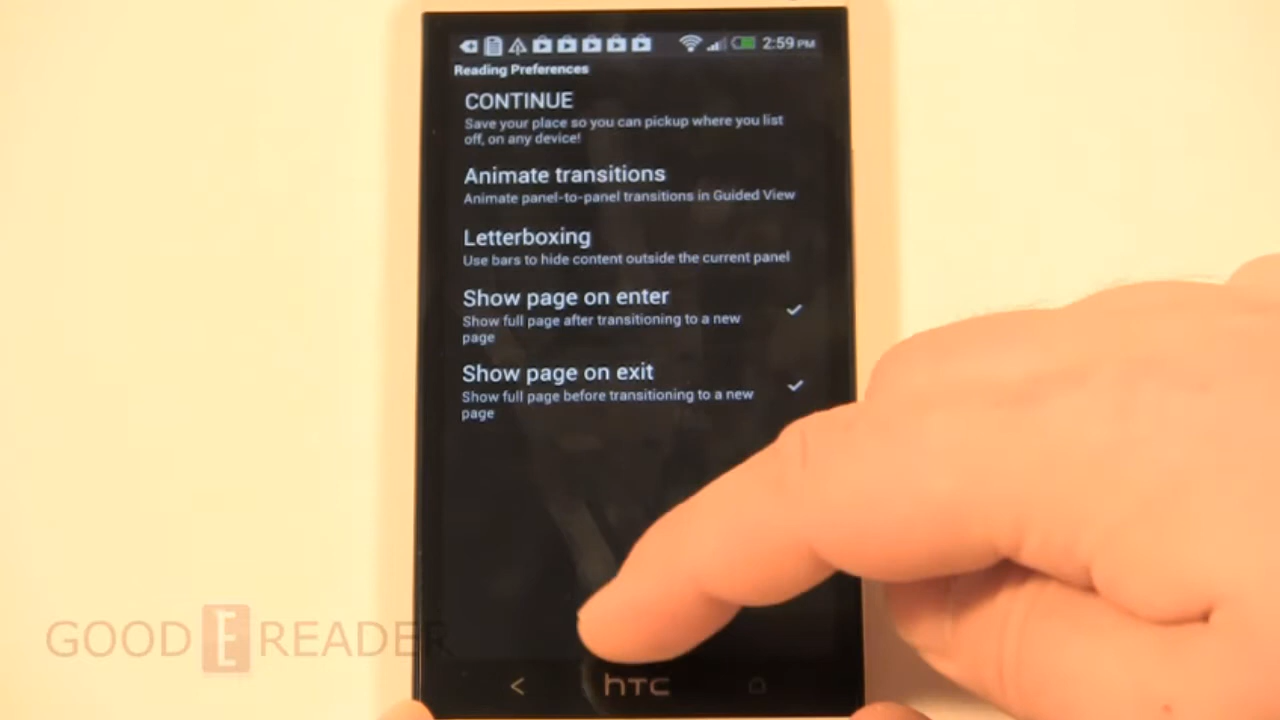 2:59 PM
Reading Preferences
CONTINUE
Save your place so you can pickup where you list
off, on any device!
Animate transitions
Animate panel-to-panel transitions in Guided View
Letterboxing
Use bars to hide content outside the current panel
Show page on enter
Show full page after transitioning to a new
page
Show page on exit
Show full page before transitioning to a new
page
GOOD E READER
hTC